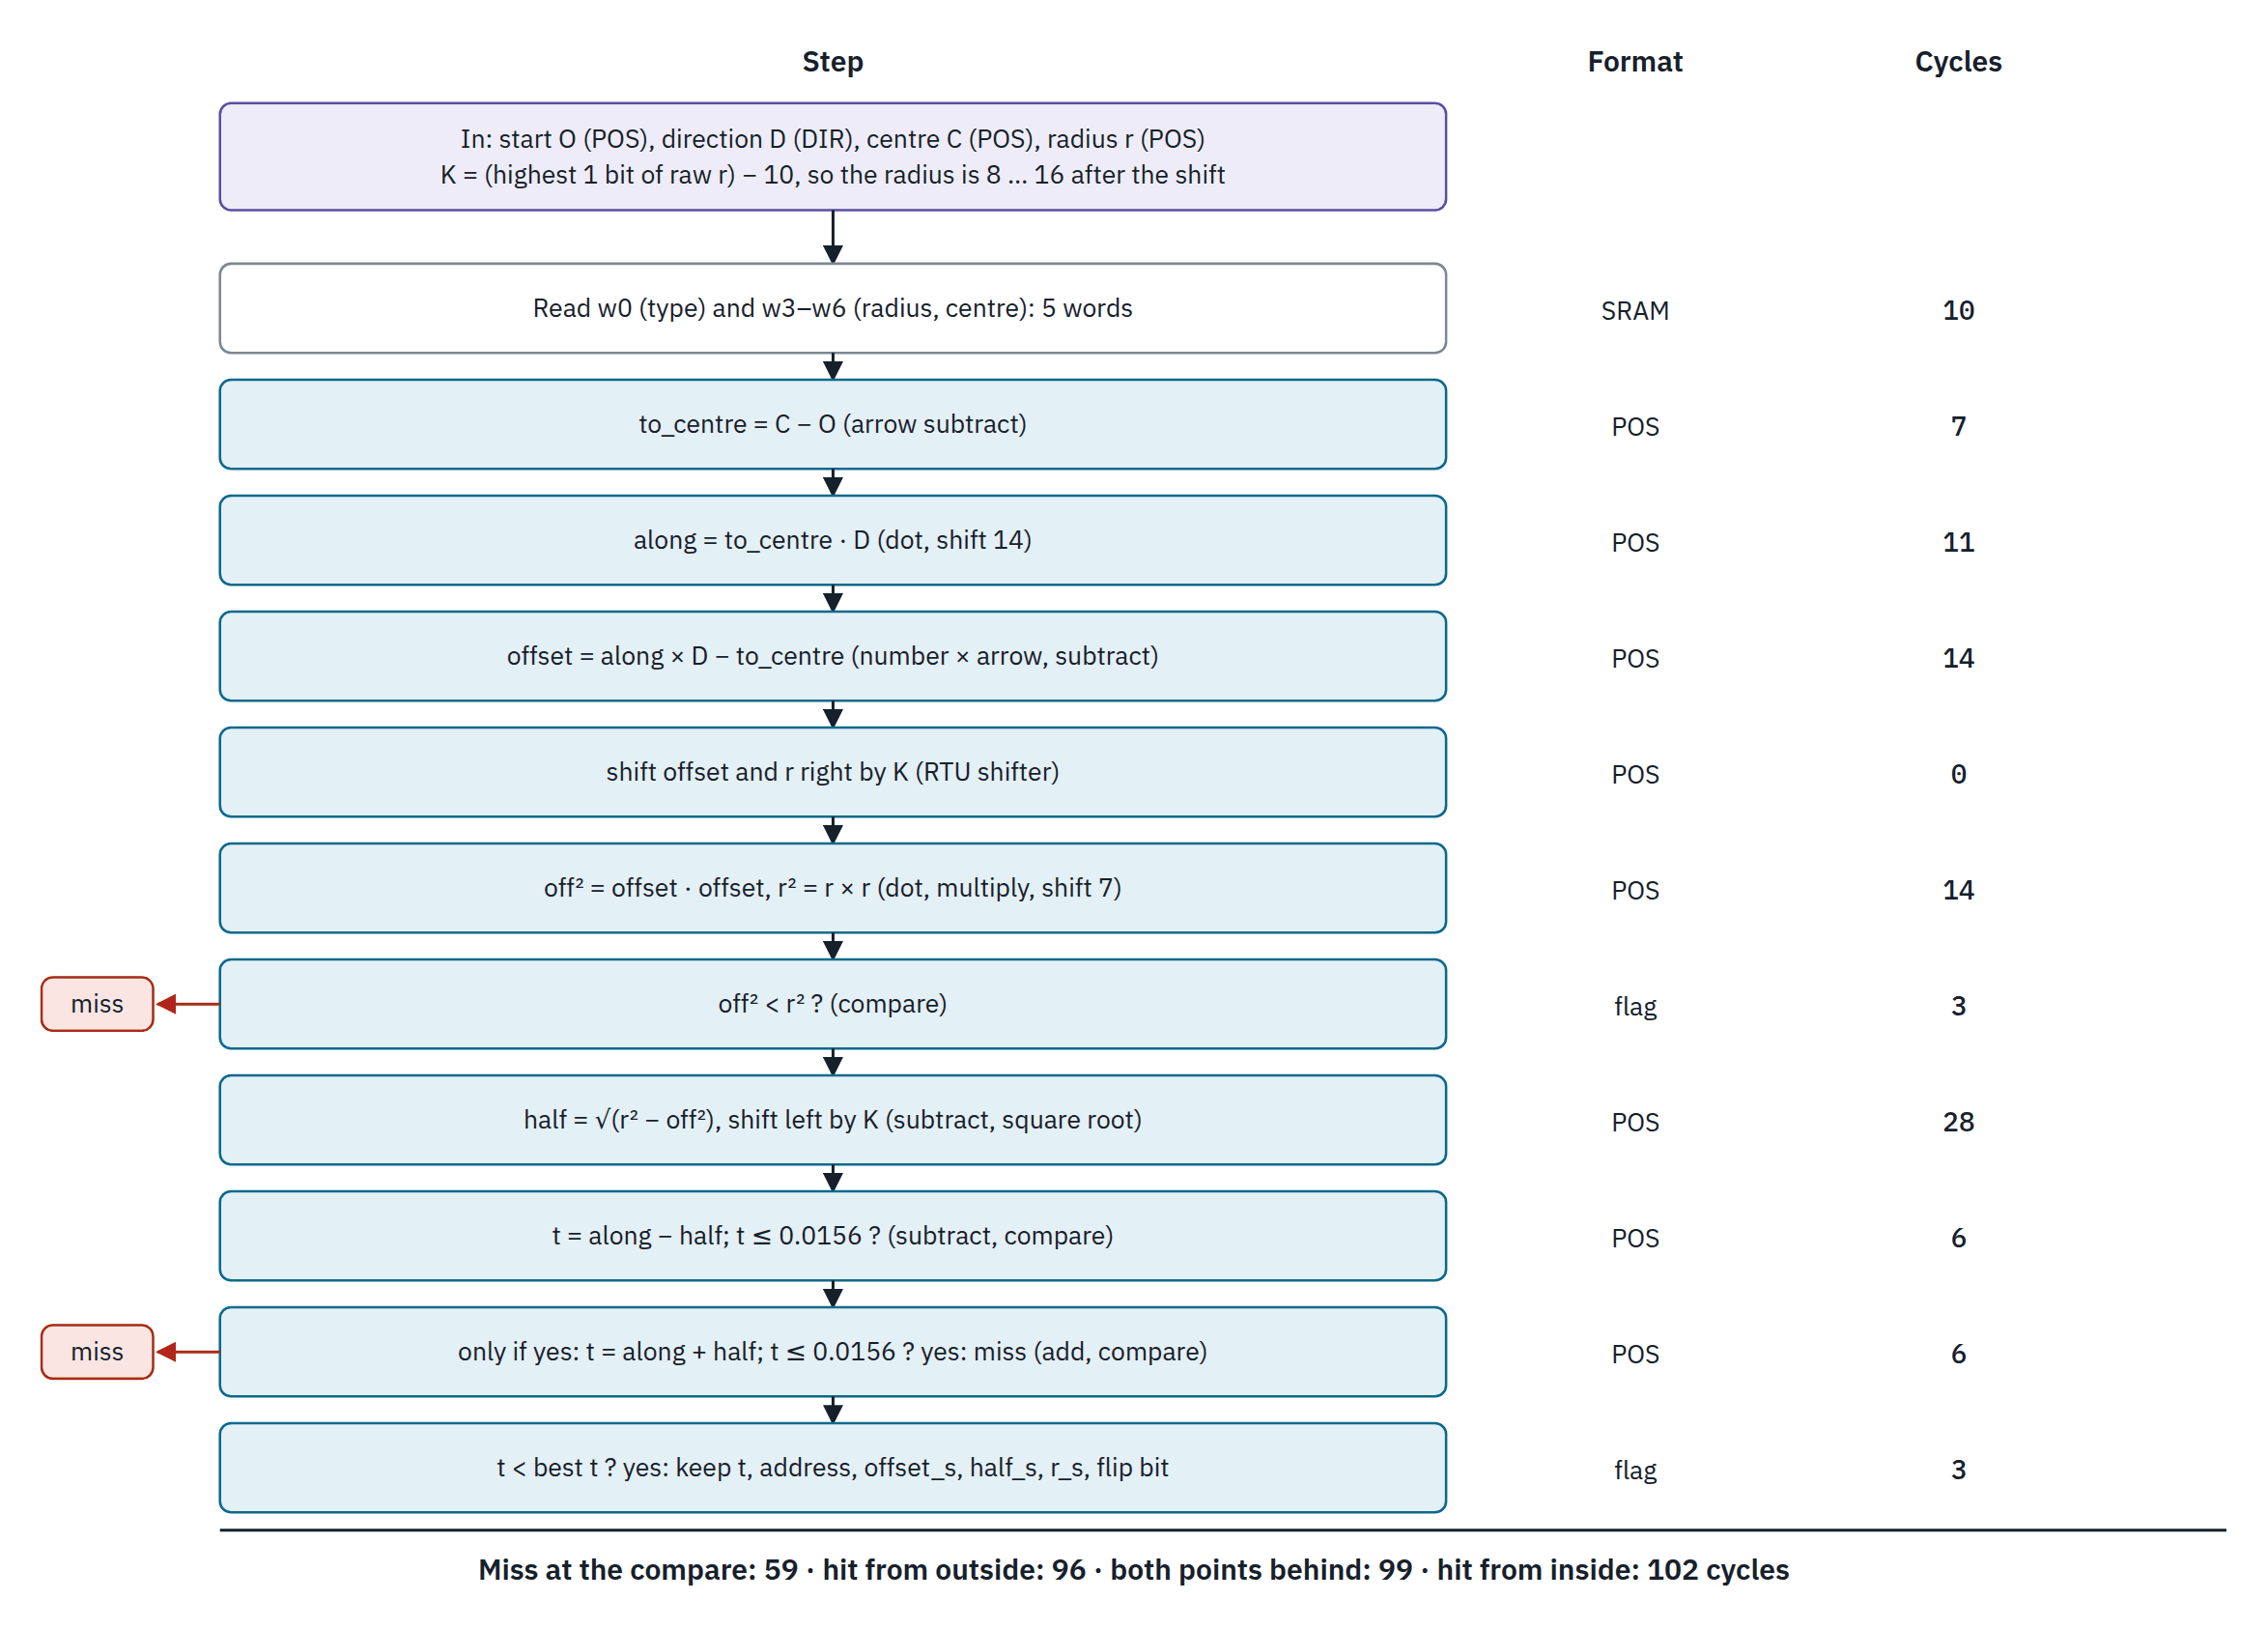 Step Format Cycles
In: start O (POS), direction D (DIR), centre C (POS), radius r (POS)
K = (highest 1 bit of raw r) − 10, so the radius is 8 ... 16 after the shift
Read w0 (type) and w3–w6 (radius, centre): 5 words SRAM 10
to_centre = C − O (arrow subtract) POS 7
along = to_centre · D (dot, shift 14) POS 11
offset = along × D − to_centre (number × arrow, subtract) POS 14
shift offset and r right by K (RTU shifter) POS 0
off² = offset · offset, r² = r × r (dot, multiply, shift 7) POS 14
miss off² < r² ? (compare) flag 3
half = √(r² − off²), shift left by K (subtract, square root) POS 28
t = along − half; t ≤ 0.0156 ? (subtract, compare) POS 6
miss only if yes: t = along + half; t ≤ 0.0156 ? yes: miss (add, compare) POS 6
t < best t ? yes: keep t, address, offset_s, half_s, r_s, flip bit flag 3
Miss at the compare: 59 · hit from outside: 96 · both points behind: 99 · hit from inside: 102 cycles